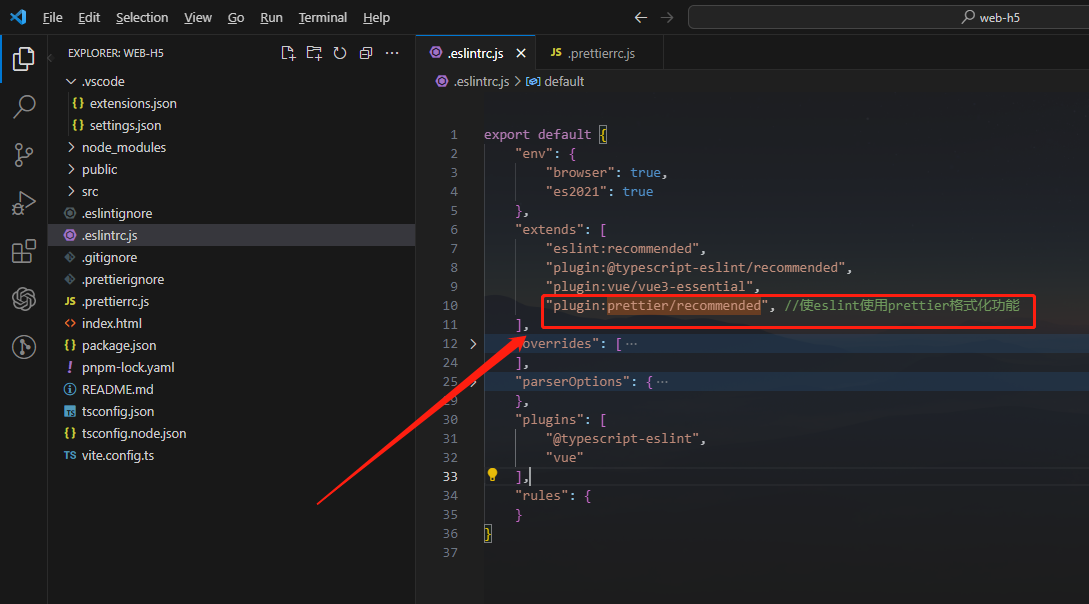 File Edit Selection View Go Run Terminal Help
web-h5
EXPLORER: WEB-H5
.vscode
{} extensions.json
{} settings.json
node_modules
public
src
.eslintignore
.eslintrc.js
.gitignore
.prettierignore
JS .prettierrc.js
<> index.html
{} package.json
! pnpm-lock.yaml
README.md
TS tsconfig.json
{} tsconfig.node.json
TS vite.config.ts
.eslintrc.js
JS .prettierrc.js
.eslintrc.js > default
1 export default {
2 "env": {
3 "browser": true,
4 "es2021": true
5 },
6 "extends": [
7 "eslint:recommended",
8 "plugin:@typescript-eslint/recommended",
9 "plugin:vue/vue3-essential",
10 "plugin:prettier/recommended", //使eslint使用prettier格式化功能
11 ],
12 "overrides": [ ⋯
24 ],
25 "parserOptions": { ⋯
29 },
30 "plugins": [
31 "@typescript-eslint",
32 "vue"
33 ],
34 "rules": {
35 }
36 }
37